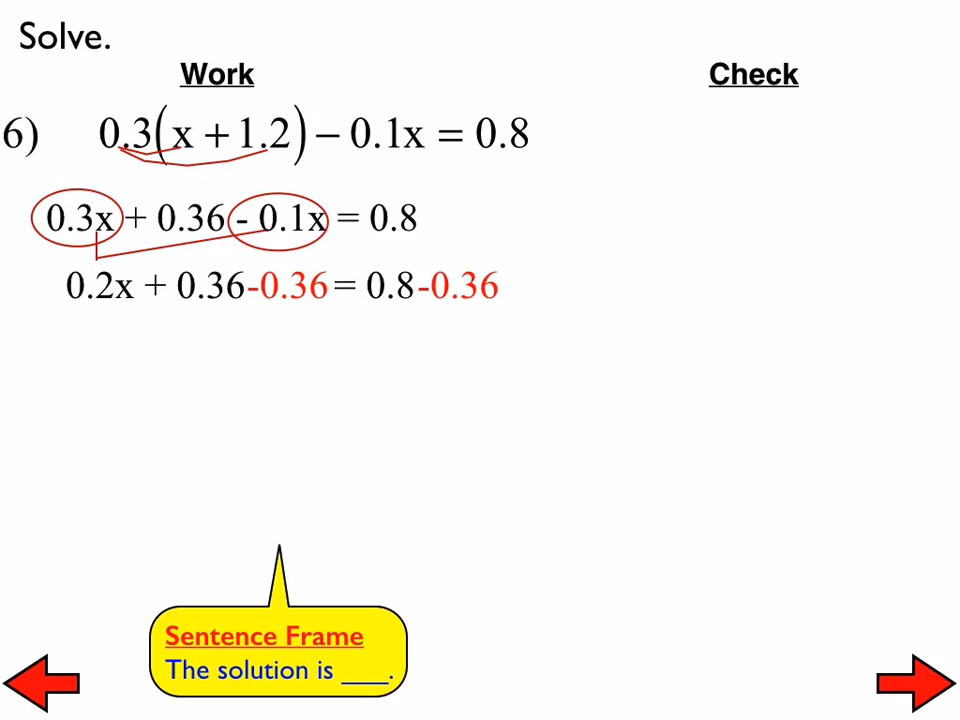 Solve.
Work
Check
6) 0.3(x + 1.2) − 0.1x = 0.8
0.3x + 0.36 - 0.1x = 0.8
0.2x + 0.36 -0.36 = 0.8 -0.36
Sentence Frame
The solution is ___.